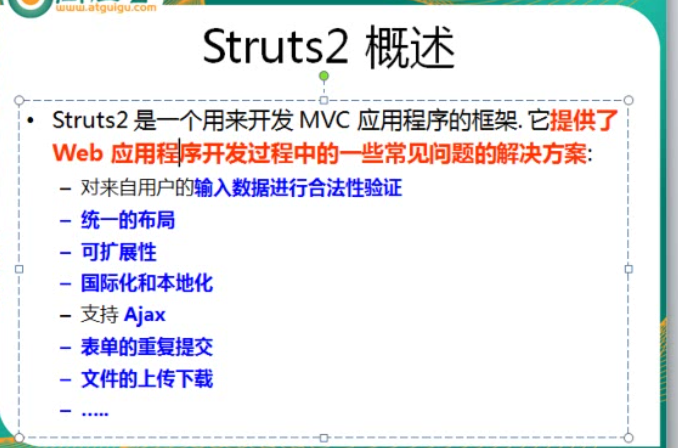 www.atguigu.com
Struts2 概述
• Struts2 是一个用来开发 MVC 应用程序的框架. 它提供了
Web 应用程序开发过程中的一些常见问题的解决方案:
– 对来自用户的输入数据进行合法性验证
– 统一的布局
– 可扩展性
– 国际化和本地化
– 支持 Ajax
– 表单的重复提交
– 文件的上传下载
– …..